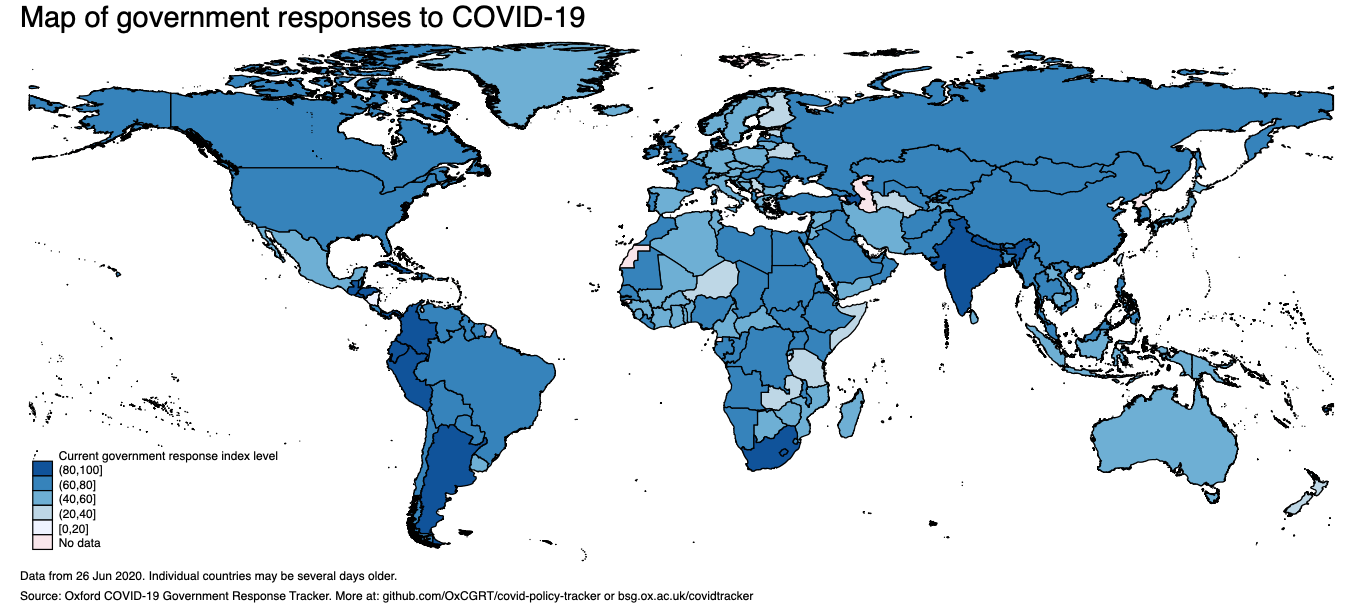 Map of government responses to COVID-19
Current government response index level
(80,100]
(60,80]
(40,60]
(20,40]
[0,20]
No data
Data from 26 Jun 2020. Individual countries may be several days older.
Source: Oxford COVID-19 Government Response Tracker. More at: github.com/OxCGRT/covid-policy-tracker or bsg.ox.ac.uk/covidtracker